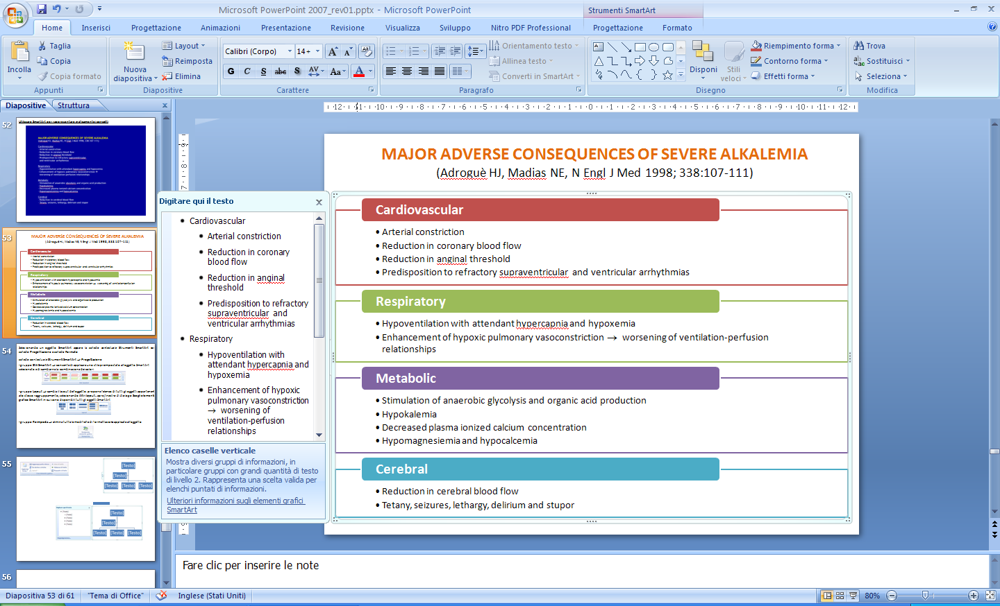 Microsoft PowerPoint 2007_rev01.pptx - Microsoft PowerPoint
Strumenti SmartArt
Home Inserisci Progettazione Animazioni Presentazione Revisione Visualizza Sviluppo Nitro PDF Professional Progettazione Formato
Incolla
Taglia
Copia
Copia formato
Appunti
Nuova diapositiva
Layout
Reimposta
Elimina
Diapositive
Calibri (Corpo) 14+
G C S abc S AV Aa A
Carattere
Orientamento testo
Allinea testo
Converti in SmartArt
Paragrafo
Disponi
Stili veloci
Riempimento forma
Contorno forma
Effetti forma
Disegno
Trova
Sostituisci
Seleziona
Modifica
Diapositive Struttura
52
53
54
55
56
MAJOR ADVERSE CONSEQUENCES OF SEVERE ALKALEMIA
(Adroguè HJ, Madias NE, N Engl J Med 1998; 338:107-111)
Cardiovascular
• Arterial constriction
• Reduction in coronary blood flow
• Reduction in anginal threshold
• Predisposition to refractory supraventricular and ventricular arrhythmias
Respiratory
• Hypoventilation with attendant hypercapnia and hypoxemia
• Enhancement of hypoxic pulmonary vasoconstriction → worsening of ventilation-perfusion
relationships
Metabolic
• Stimulation of anaerobic glycolysis and organic acid production
• Hypokalemia
• Decreased plasma ionized calcium concentration
• Hypomagnesiemia and hypocalcemia
Cerebral
• Reduction in cerebral blood flow
• Tetany, seizures, lethargy, delirium and stupor
Digitare qui il testo
• Cardiovascular
• Arterial constriction
• Reduction in coronary
blood flow
• Reduction in anginal
threshold
• Predisposition to refractory
supraventricular and
ventricular arrhythmias
• Respiratory
• Hypoventilation with
attendant hypercapnia and
hypoxemia
• Enhancement of hypoxic
pulmonary vasoconstriction
→ worsening of
ventilation-perfusion
relationships
Elenco caselle verticale
Mostra diversi gruppi di informazioni, in
particolare gruppi con grandi quantità di testo
di livello 2. Rappresenta una scelta valida per
elenchi puntati di informazioni.
Ulteriori informazioni sugli elementi grafici
SmartArt
Fare clic per inserire le note
Diapositiva 53 di 61 "Tema di Office" Inglese (Stati Uniti) 80%